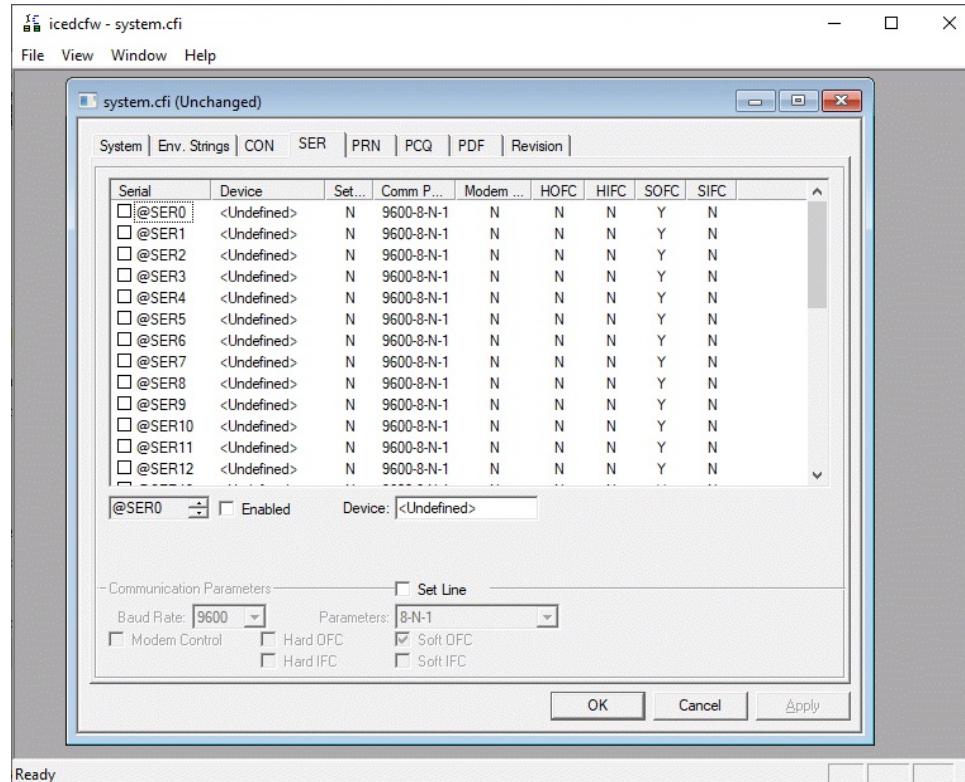 icedcfw - system.cfi
File View Window Help
system.cfi (Unchanged)
System Env. Strings CON SER PRN PCQ PDF Revision
Serial Device Set... Comm P... Modem ... HOFC HIFC SOFC SIFC
@SER0 <Undefined> N 9600-8-N-1 N N N Y N
@SER1 <Undefined> N 9600-8-N-1 N N N Y N
@SER2 <Undefined> N 9600-8-N-1 N N N Y N
@SER3 <Undefined> N 9600-8-N-1 N N N Y N
@SER4 <Undefined> N 9600-8-N-1 N N N Y N
@SER5 <Undefined> N 9600-8-N-1 N N N Y N
@SER6 <Undefined> N 9600-8-N-1 N N N Y N
@SER7 <Undefined> N 9600-8-N-1 N N N Y N
@SER8 <Undefined> N 9600-8-N-1 N N N Y N
@SER9 <Undefined> N 9600-8-N-1 N N N Y N
@SER10 <Undefined> N 9600-8-N-1 N N N Y N
@SER11 <Undefined> N 9600-8-N-1 N N N Y N
@SER12 <Undefined> N 9600-8-N-1 N N N Y N
@SER0 Enabled Device: <Undefined>
Communication Parameters Set Line
Baud Rate: 9600 Parameters: 8-N-1
Modem Control Hard OFC Soft OFC
Hard IFC Soft IFC
OK Cancel Apply
Ready